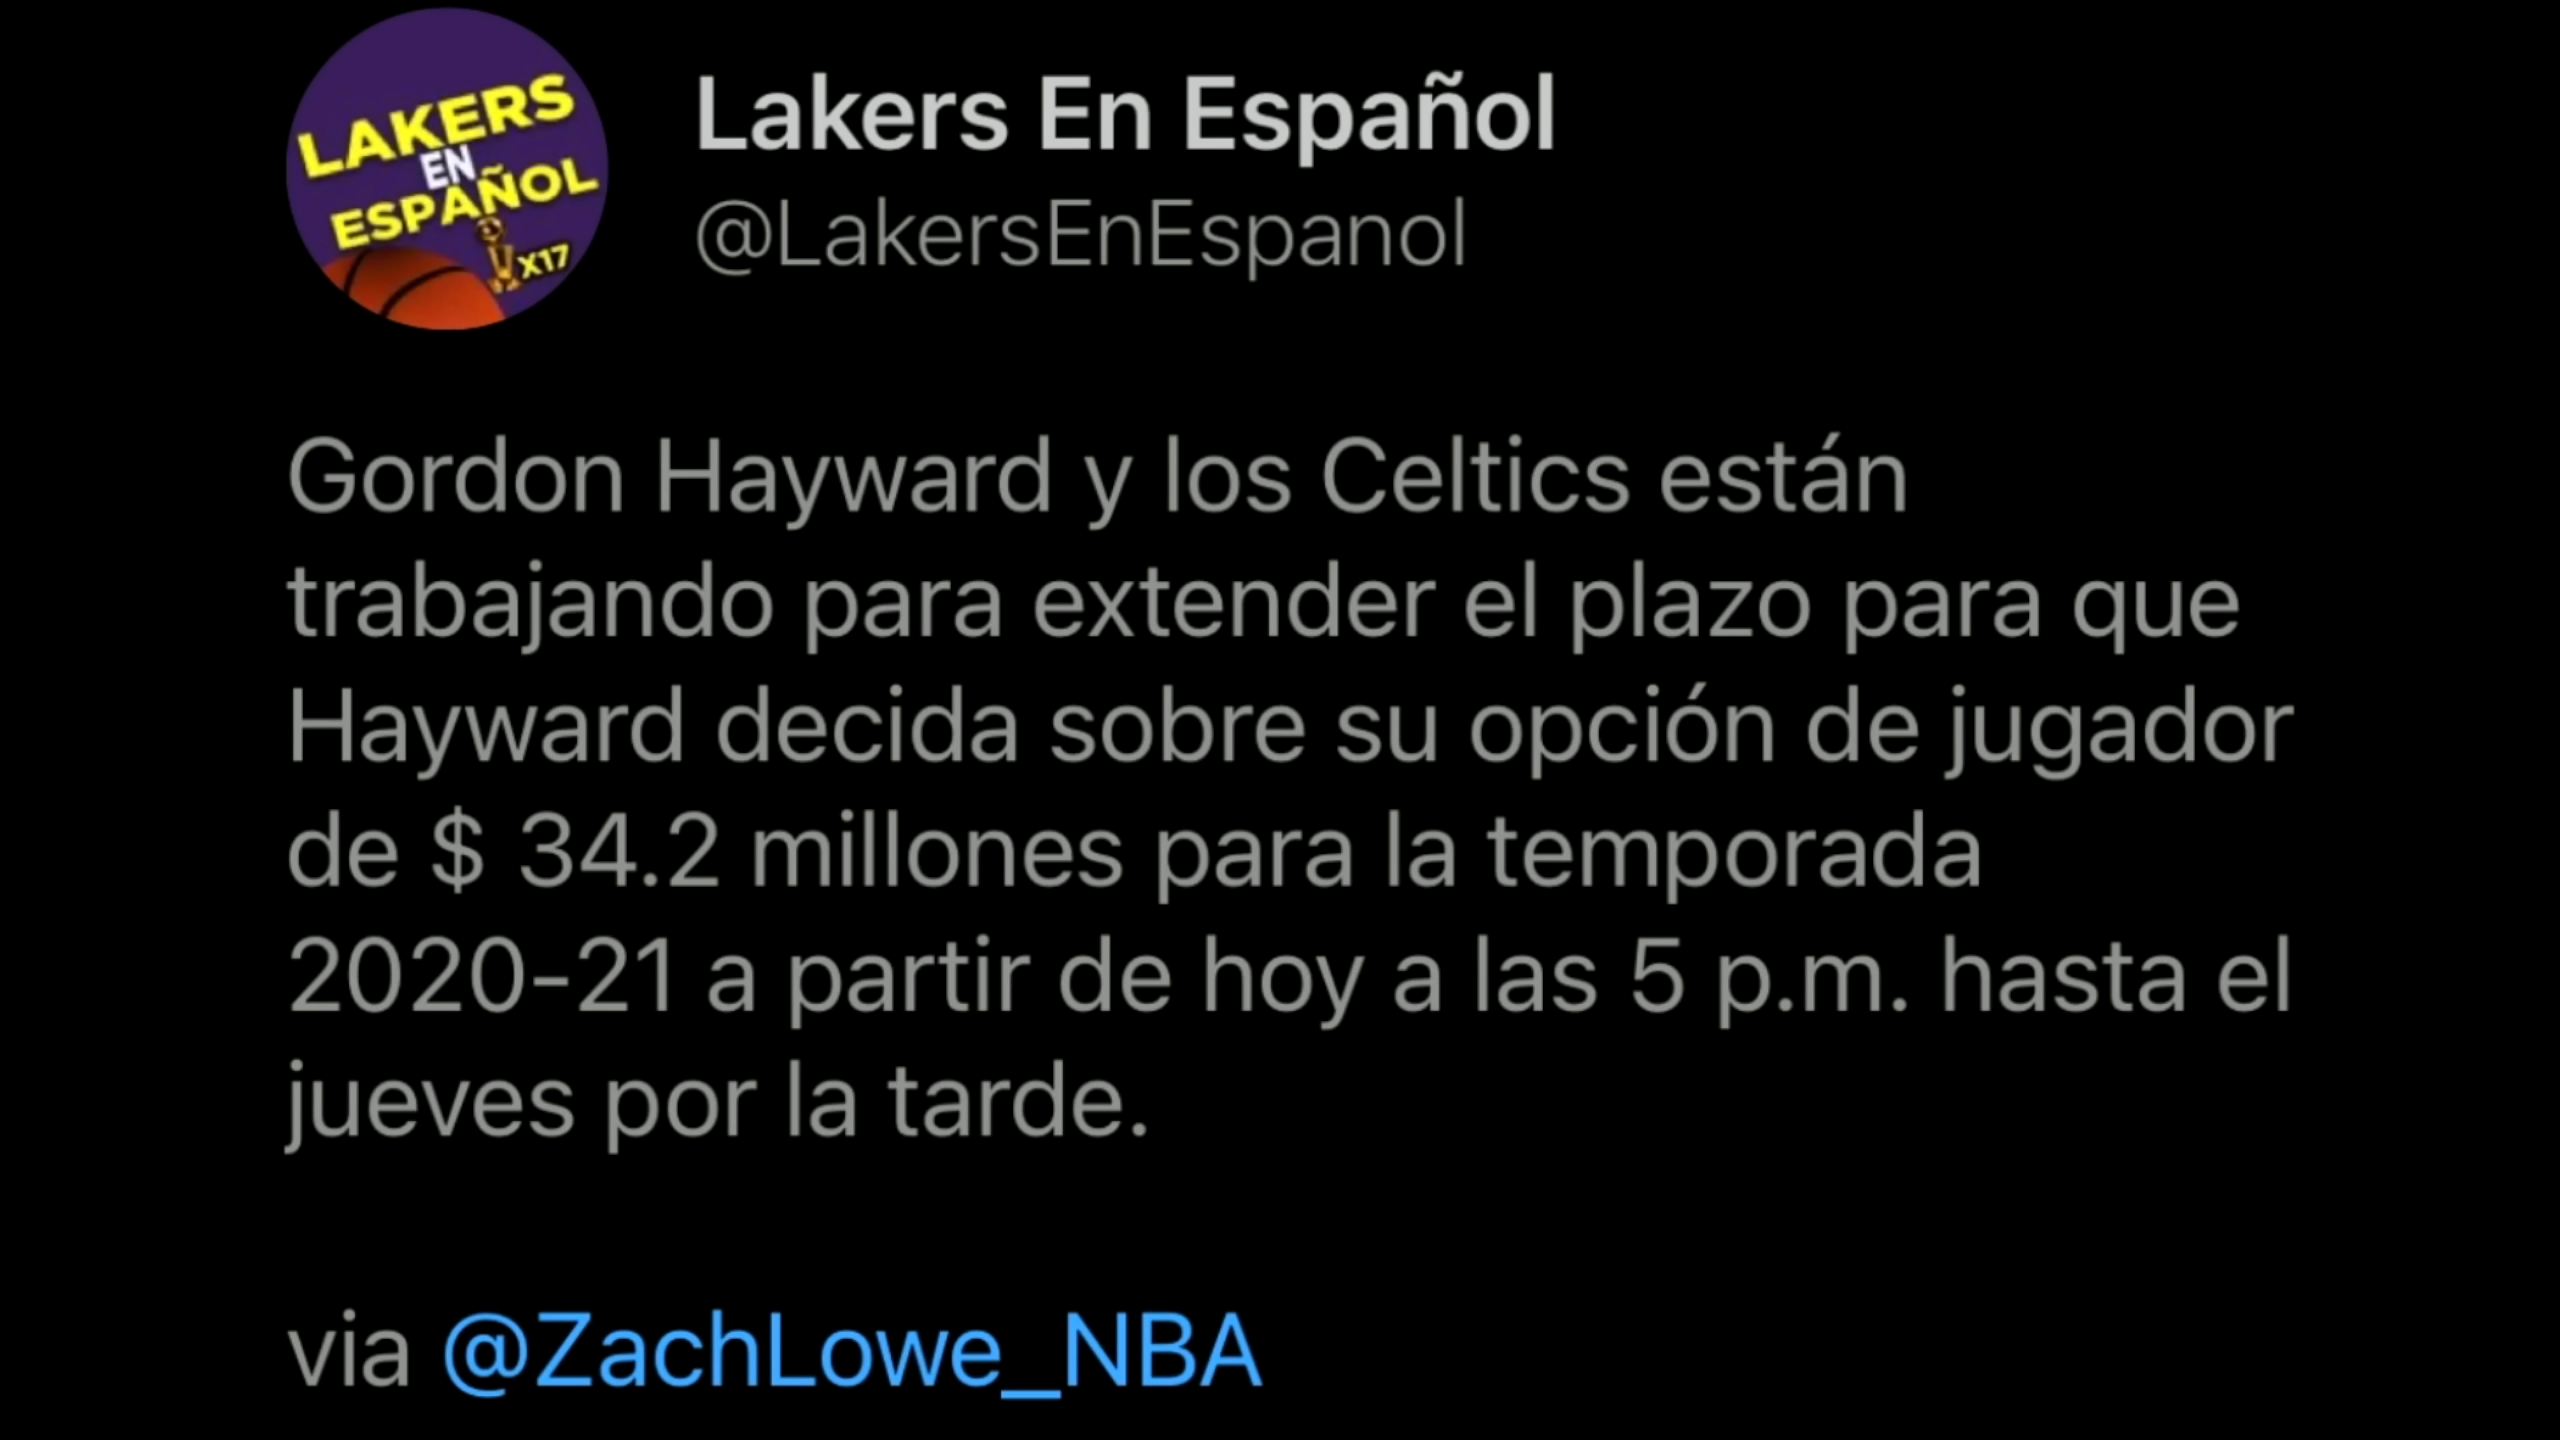 LAKERS
EN
ESPAÑOL
X17
Lakers En Español
@LakersEnEspanol
Gordon Hayward y los Celtics están
trabajando para extender el plazo para que
Hayward decida sobre su opción de jugador
de $ 34.2 millones para la temporada
2020-21 a partir de hoy a las 5 p.m. hasta el
jueves por la tarde.
via @ZachLowe_NBA